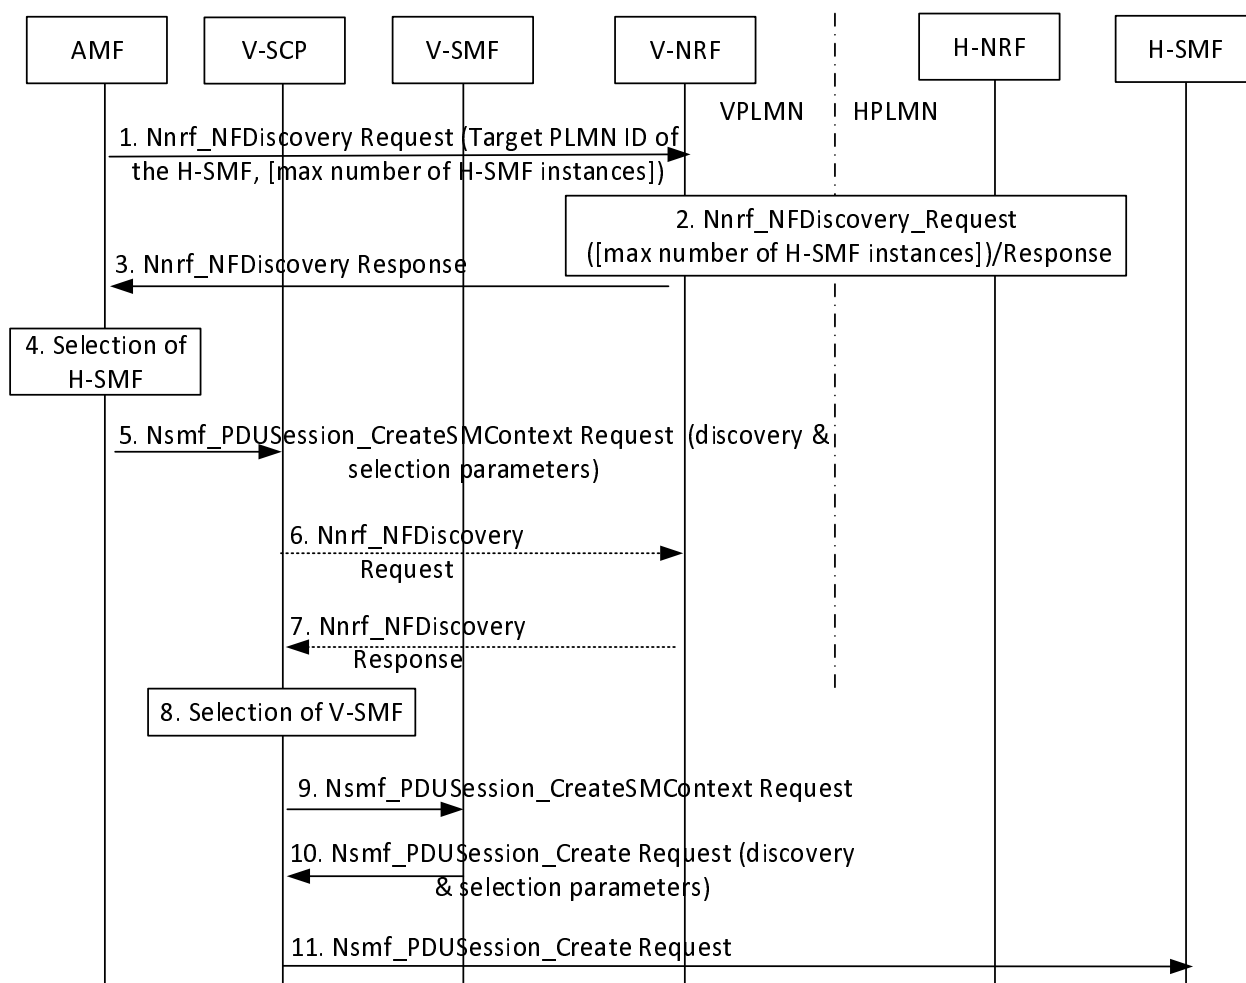 AMF
V-SCP
V-SMF
V-NRF
H-NRF
H-SMF
VPLMN
HPLMN
1. Nnrf_NFDiscovery Request (Target PLMN ID of
the H-SMF, [max number of H-SMF instances])
2. Nnrf_NFDiscovery_Request
([max number of H-SMF instances])/Response
3. Nnrf_NFDiscovery Response
4. Selection of
H-SMF
5. Nsmf_PDUSession_CreateSMContext Request (discovery &
selection parameters)
6. Nnrf_NFDiscovery
Request
7. Nnrf_NFDiscovery
Response
8. Selection of V-SMF
9. Nsmf_PDUSession_CreateSMContext Request
10. Nsmf_PDUSession_Create Request (discovery
& selection parameters)
11. Nsmf_PDUSession_Create Request